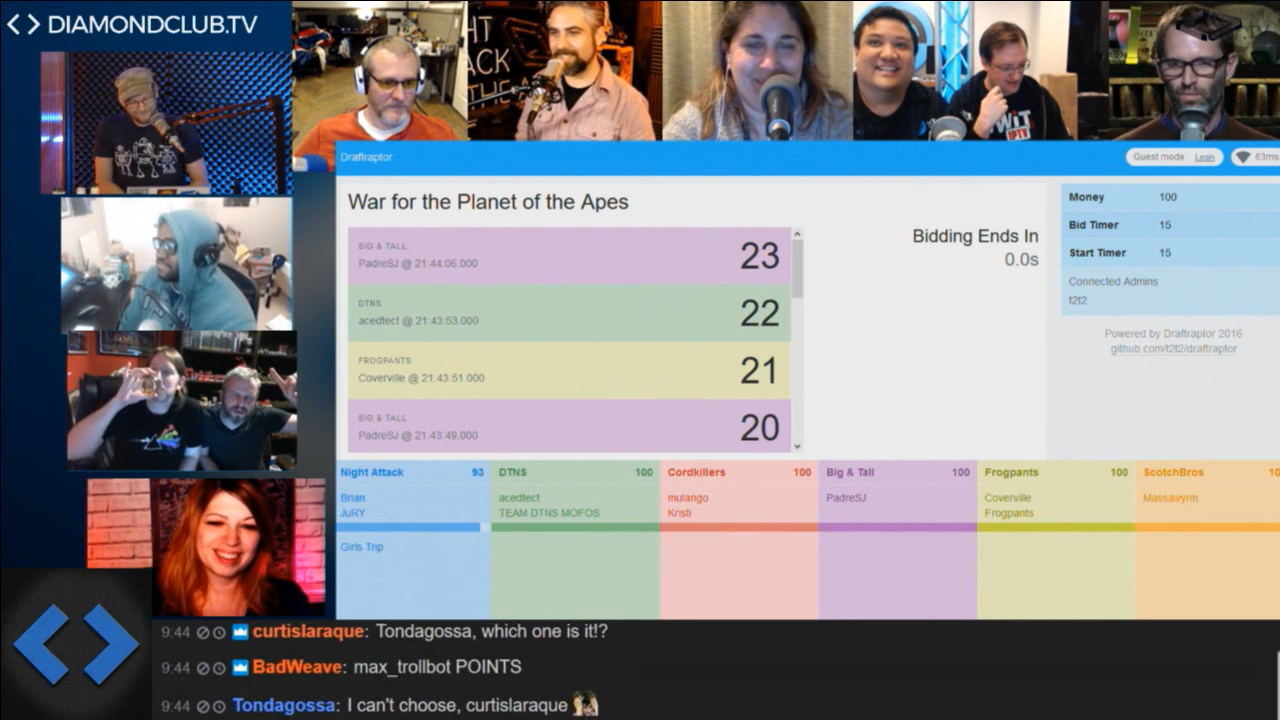 DIAMONDCLUB.TV
Draftraptor
Guest mode Login
63ms
War for the Planet of the Apes
BIG & TALL
PadreSJ @ 21:44:06.000
23
DTNS
acedtect @ 21:43:53.000
22
FROGPANTS
Coverville @ 21:43:51.000
21
BIG & TALL
PadreSJ @ 21:43:49.000
20
Bidding Ends In
0.0s
Money 100
Bid Timer 15
Start Timer 15
Connected Admins
t2t2
Powered by Draftraptor 2016
github.com/t2t2/draftraptor
Night Attack 93
Brian
JuRY
Girls Trip
DTNS 100
acedtect
TEAM DTNS MOFOS
Cordkillers 100
mulango
Kristi
Big & Tall 100
PadreSJ
Frogpants 100
Coverville
Frogpants
ScotchBros 10
Massawyrm
9:44 curtislaraque: Tondagossa, which one is it!?
9:44 BadWeave: max_trollbot POINTS
9:44 Tondagossa: I can't choose, curtislaraque